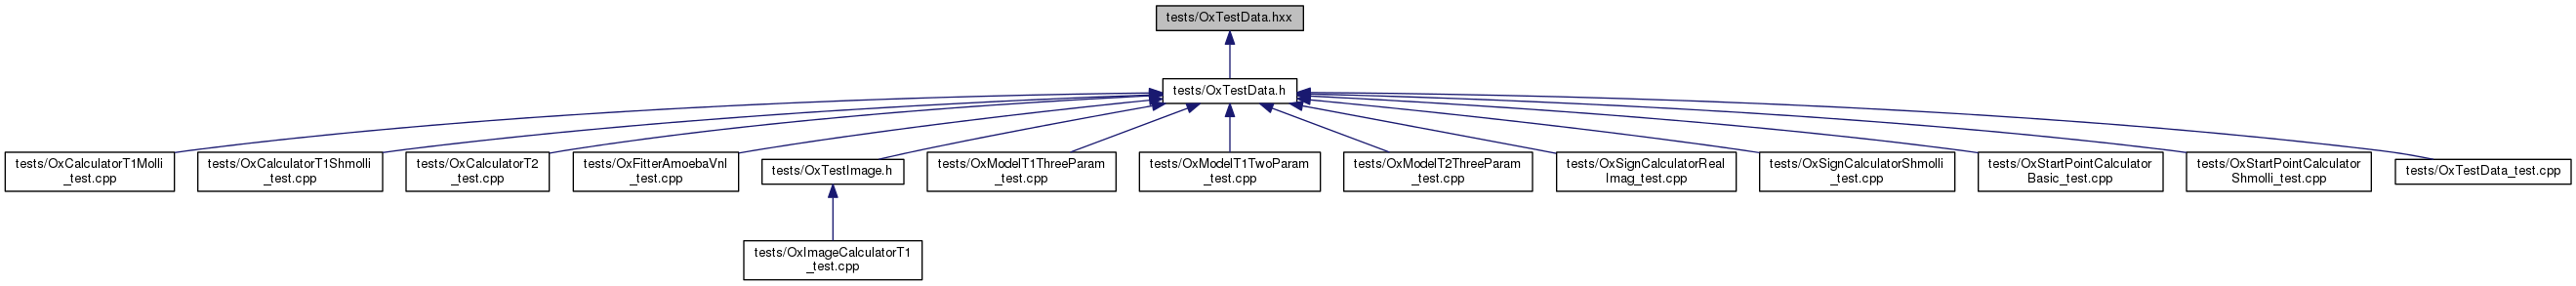 tests/OxTestData.hxx
tests/OxTestData.h
tests/OxCalculatorT1Molli
_test.cpp
tests/OxCalculatorT1Shmolli
_test.cpp
tests/OxCalculatorT2
_test.cpp
tests/OxFitterAmoebaVnl
_test.cpp
tests/OxTestImage.h
tests/OxModelT1ThreeParam
_test.cpp
tests/OxModelT1TwoParam
_test.cpp
tests/OxModelT2ThreeParam
_test.cpp
tests/OxSignCalculatorReal
Imag_test.cpp
tests/OxSignCalculatorShmolli
_test.cpp
tests/OxStartPointCalculator
Basic_test.cpp
tests/OxStartPointCalculator
Shmolli_test.cpp
tests/OxTestData_test.cpp
tests/OxImageCalculatorT1
_test.cpp